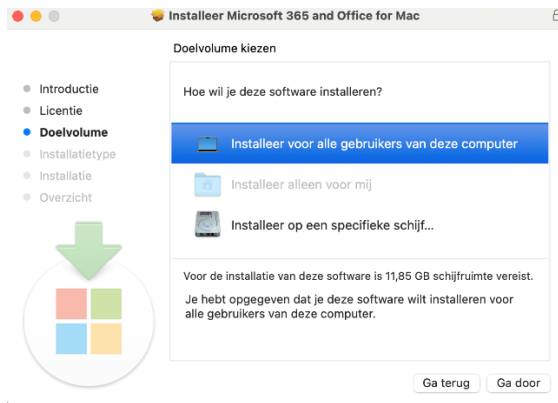 Installeer Microsoft 365 and Office for Mac
Doelvolume kiezen
Introductie
Licentie
Doelvolume
Installatietype
Installatie
Overzicht
Hoe wil je deze software installeren?
Installeer voor alle gebruikers van deze computer
Installeer alleen voor mij
Installeer op een specifieke schijf...
Voor de installatie van deze software is 11,85 GB schijfruimte vereist.
Je hebt opgegeven dat je deze software wilt installeren voor
alle gebruikers van deze computer.
Ga terug
Ga door